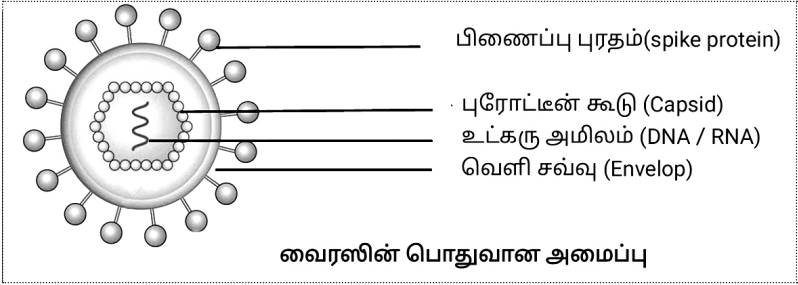 பிணைப்பு புரதம்(spike protein)
புரோட்டீன் கூடு (Capsid)
உட்கரு அமிலம் (DNA / RNA)
வெளி சவ்வு (Envelop)
வைரஸின் பொதுவான அமைப்பு